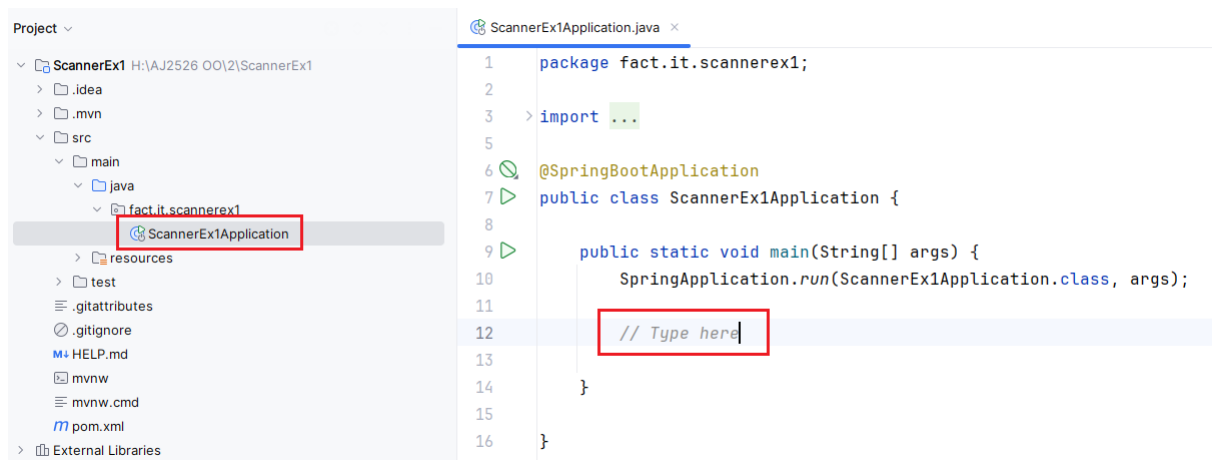 Project
ScannerEx1 H:\AJ2526 OO\2\ScannerEx1
.idea
.mvn
src
main
java
fact.it.scannerex1
ScannerEx1Application
resources
test
.gitattributes
.gitignore
M↓ HELP.md
mvnw
mvnw.cmd
m pom.xml
External Libraries
ScannerEx1Application.java ×
1 package fact.it.scannerex1;
2
3 import ...
5
6 @SpringBootApplication
7 public class ScannerEx1Application {
8
9 public static void main(String[] args) {
10 SpringApplication.run(ScannerEx1Application.class, args);
11
12 // Type here
13
14 }
15
16 }